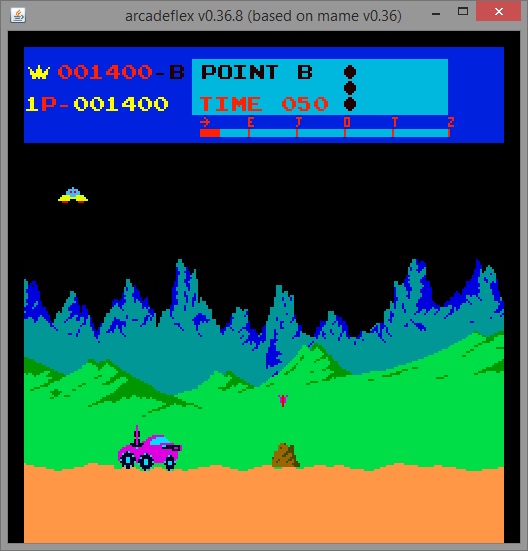 arcadeflex v0.36.8 (based on mame v0.36)
001400-B POINT B
1P-001400 TIME 050
E J O T Z